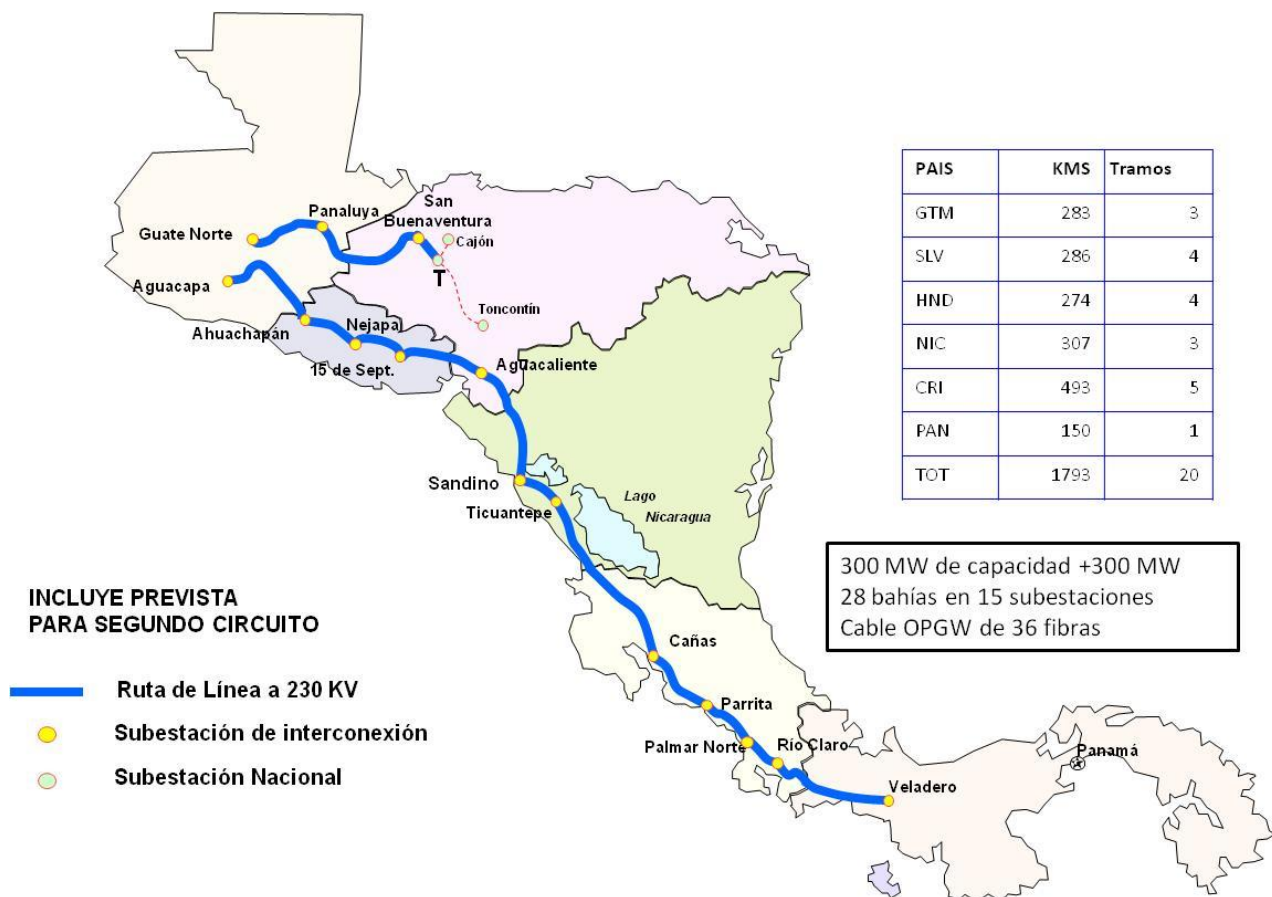 San
Panaluya
Buenaventura
Guate Norte
Cajón
Aguacapa
T
Toncontín
Ahuachapán
Nejapa
15 de Sept.
Aguacaliente
Sandino
Ticuantepe
Lago
Nicaragua
Cañas
Parrita
Palmar Norte
Río Claro
Veladero
Panamá
PAIS KMS Tramos
GTM 283 3
SLV 286 4
HND 274 4
NIC 307 3
CRI 493 5
PAN 150 1
TOT 1793 20
300 MW de capacidad +300 MW
28 bahías en 15 subestaciones
Cable OPGW de 36 fibras
INCLUYE PREVISTA
PARA SEGUNDO CIRCUITO
Ruta de Línea a 230 KV
Subestación de interconexión
Subestación Nacional